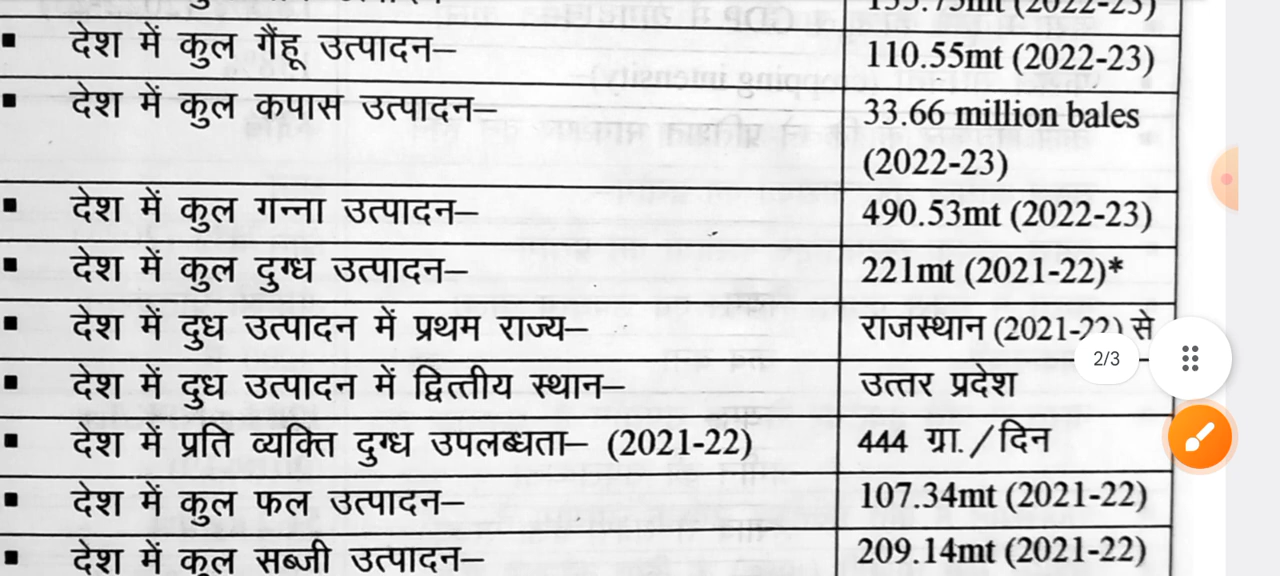 ▪ देश में कुल गैंहू उत्पादन– 110.55mt (2022-23)
▪ देश में कुल कपास उत्पादन– 33.66 million bales
(2022-23)
▪ देश में कुल गन्ना उत्पादन– 490.53mt (2022-23)
▪ देश में कुल दुग्ध उत्पादन– 221mt (2021-22)*
▪ देश में दुध उत्पादन में प्रथम राज्य– राजस्थान (2021-22) से
2/3
▪ देश में दुध उत्पादन में द्वित्तीय स्थान– उत्तर प्रदेश
▪ देश में प्रति व्यक्ति दुग्ध उपलब्धता– (2021-22) 444 ग्रा./दिन
▪ देश में कुल फल उत्पादन– 107.34mt (2021-22)
▪ देश में कुल सब्जी उत्पादन– 209.14mt (2021-22)